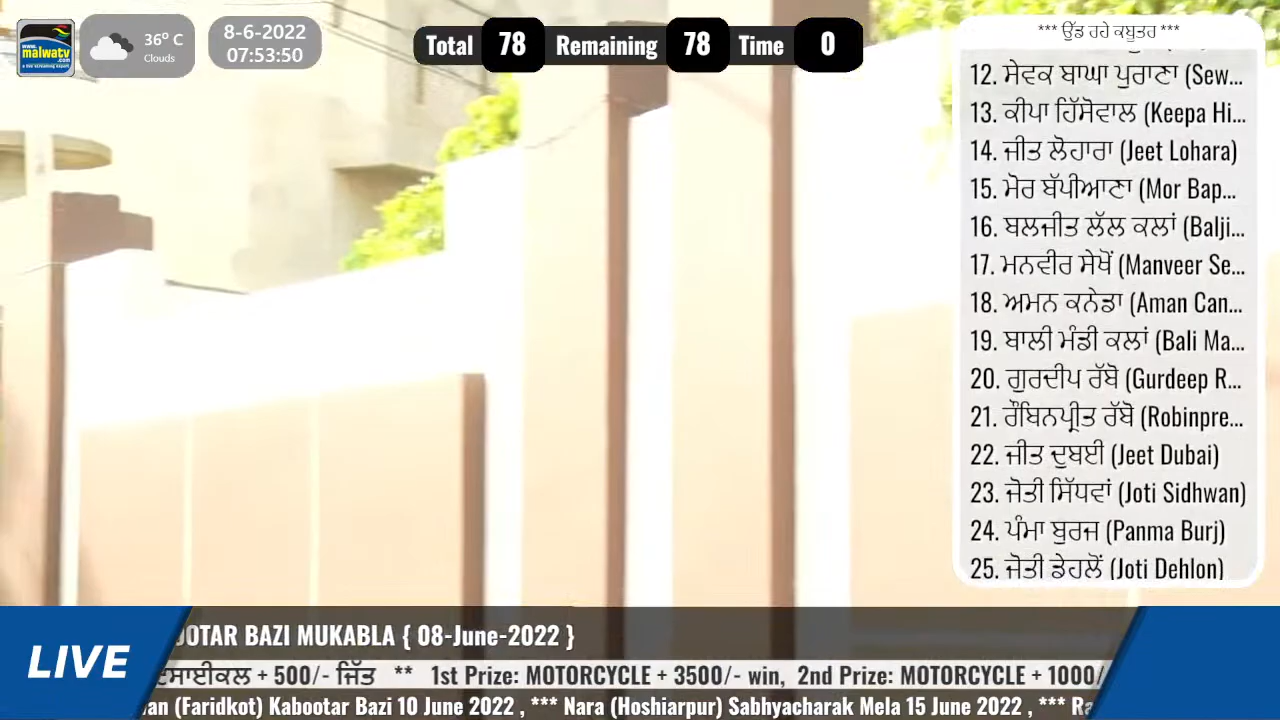 www.
malwatv
.com
36° C
Clouds
8-6-2022
07:53:50
Total 78 Remaining 78 Time 0
*** ਉੱਡ ਰਹੇ ਕਬੂਤਰ ***
12. ਸੇਵਕ ਬਾਘਾ ਪੁਰਾਣਾ (Sew...
13. ਕੀਪਾ ਹਿੱਸੋਵਾਲ (Keepa Hi...
14. ਜੀਤ ਲੋਹਾਰਾ (Jeet Lohara)
15. ਮੋਰ ਬੱਪੀਆਣਾ (Mor Bap...
16. ਬਲਜੀਤ ਲੱਲ ਕਲਾਂ (Balji...
17. ਮਨਵੀਰ ਸੇਖੋਂ (Manveer Se...
18. ਅਮਨ ਕਨੇਡਾ (Aman Can...
19. ਬਾਲੀ ਮੰਡੀ ਕਲਾਂ (Bali Ma...
20. ਗੁਰਦੀਪ ਰੱਬੋ (Gurdeep R...
21. ਰੌਬਿਨਪ੍ਰੀਤ ਰੱਬੋ (Robinpre...
22. ਜੀਤ ਦੁਬਈ (Jeet Dubai)
23. ਜੋਤੀ ਸਿੱਧਵਾਂ (Joti Sidhwan)
24. ਪੰਮਾ ਬੁਰਜ (Panma Burj)
25. ਜੋਤੀ ਡੇਹਲੋਂ (Joti Dehlon)
LIVE
OOTAR BAZI MUKABLA { 08-June-2022 }
ਸਾਈਕਲ + 500/- ਜਿੱਤ ** 1st Prize: MOTORCYCLE + 3500/- win, 2nd Prize: MOTORCYCLE + 1000/
an (Faridkot) Kabootar Bazi 10 June 2022 , *** Nara (Hoshiarpur) Sabhyacharak Mela 15 June 2022 , *** Ra